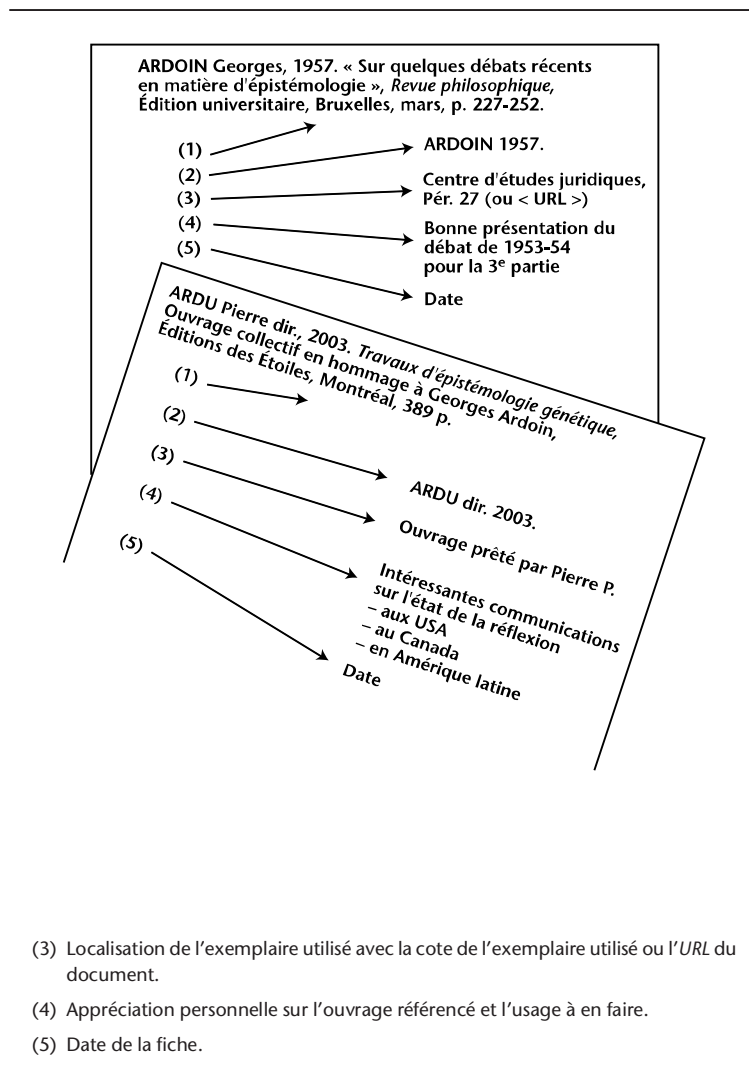 ARDOIN Georges, 1957. « Sur quelques débats récents
en matière d'épistémologie », Revue philosophique,
Édition universitaire, Bruxelles, mars, p. 227-252.
(1)
(2) ARDOIN 1957.
(3) Centre d'études juridiques,
Pér. 27 (ou < URL >)
(4) Bonne présentation du
débat de 1953-54
pour la 3e partie
(5) Date
ARDU Pierre dir., 2003. Travaux d'épistémologie génétique,
Ouvrage collectif en hommage à Georges Ardoin,
Éditions des Étoiles, Montréal, 389 p.
(1)
(2) ARDU dir. 2003.
(3) Ouvrage prêté par Pierre P.
(4) Intéressantes communications
sur l'état de la réflexion
– aux USA
– au Canada
– en Amérique latine
(5) Date
(3) Localisation de l'exemplaire utilisé avec la cote de l'exemplaire utilisé ou l'URL du
document.
(4) Appréciation personnelle sur l'ouvrage référencé et l'usage à en faire.
(5) Date de la fiche.